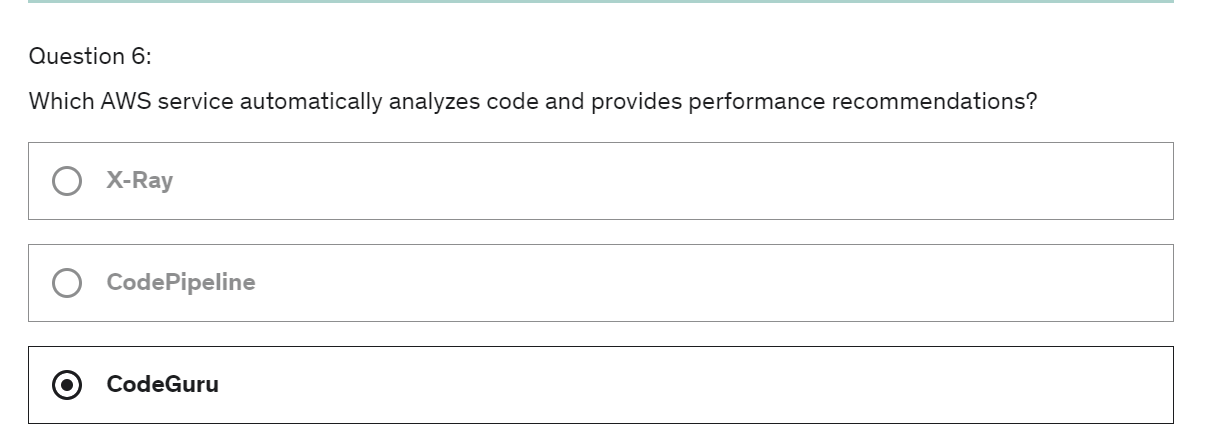 Question 6:
Which AWS service automatically analyzes code and provides performance recommendations?
X-Ray
CodePipeline
CodeGuru